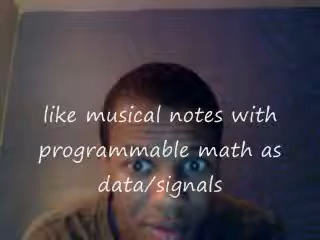 like musical notes with
programmable math as
data/signals